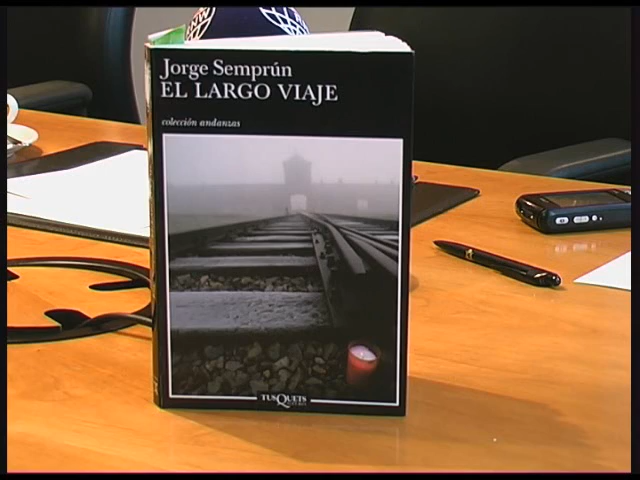 Jorge Semprún
EL LARGO VIAJE
colección andanzas
TUSQUETS